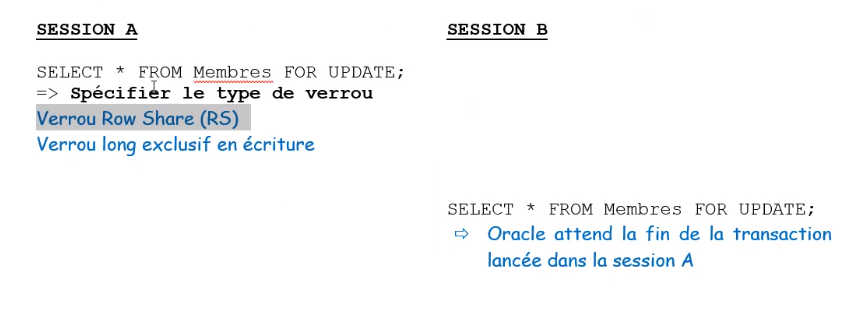 SESSION A
SELECT * FROM Membres FOR UPDATE;
=> Spécifier le type de verrou
Verrou Row Share (RS)
Verrou long exclusif en écriture
SESSION B
SELECT * FROM Membres FOR UPDATE;
⇨ Oracle attend la fin de la transaction
lancée dans la session A